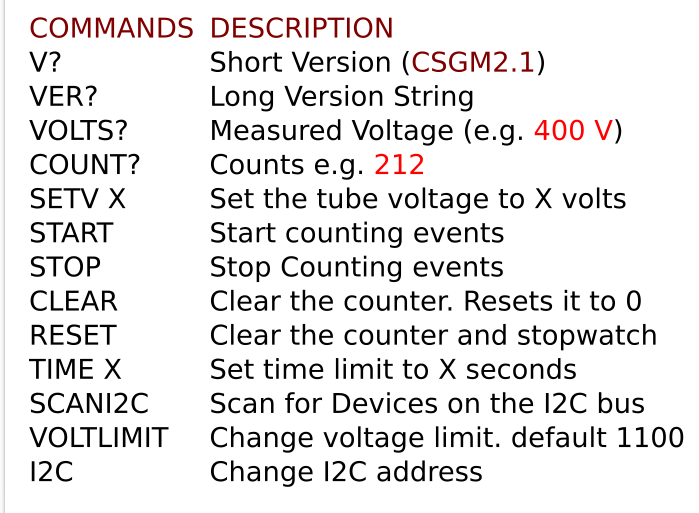 COMMANDS DESCRIPTION
V? Short Version (CSGM2.1)
VER? Long Version String
VOLTS? Measured Voltage (e.g. 400 V)
COUNT? Counts e.g. 212
SETV X Set the tube voltage to X volts
START Start counting events
STOP Stop Counting events
CLEAR Clear the counter. Resets it to 0
RESET Clear the counter and stopwatch
TIME X Set time limit to X seconds
SCANI2C Scan for Devices on the I2C bus
VOLTLIMIT Change voltage limit. default 1100
I2C Change I2C address